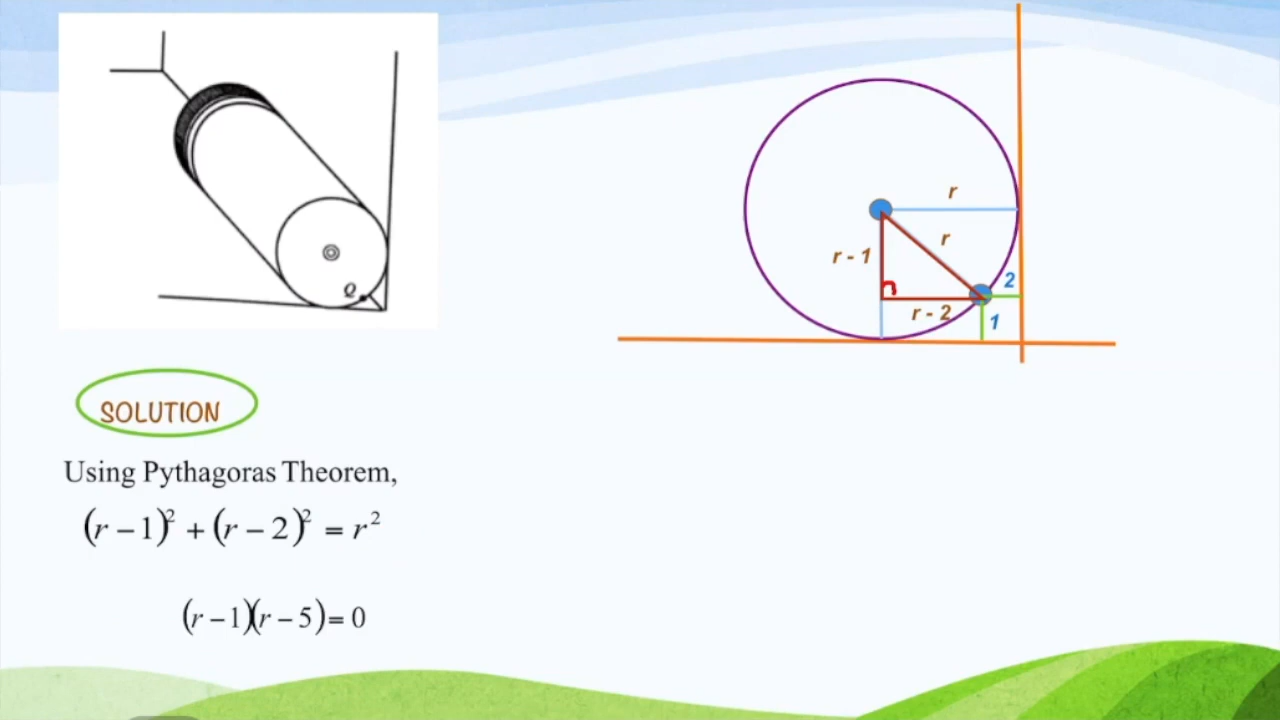 Q
r
r
r - 1
r - 2
2
1
SOLUTION
Using Pythagoras Theorem,
(r – 1)² + (r – 2)² = r²
(r – 1)(r – 5) = 0